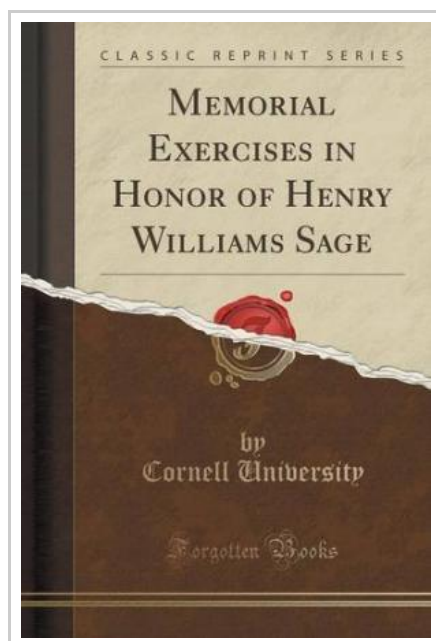 CLASSIC REPRINT SERIES
MEMORIAL
EXERCISES IN
HONOR OF HENRY
WILLIAMS SAGE
by
Cornell University
Forgotten Books